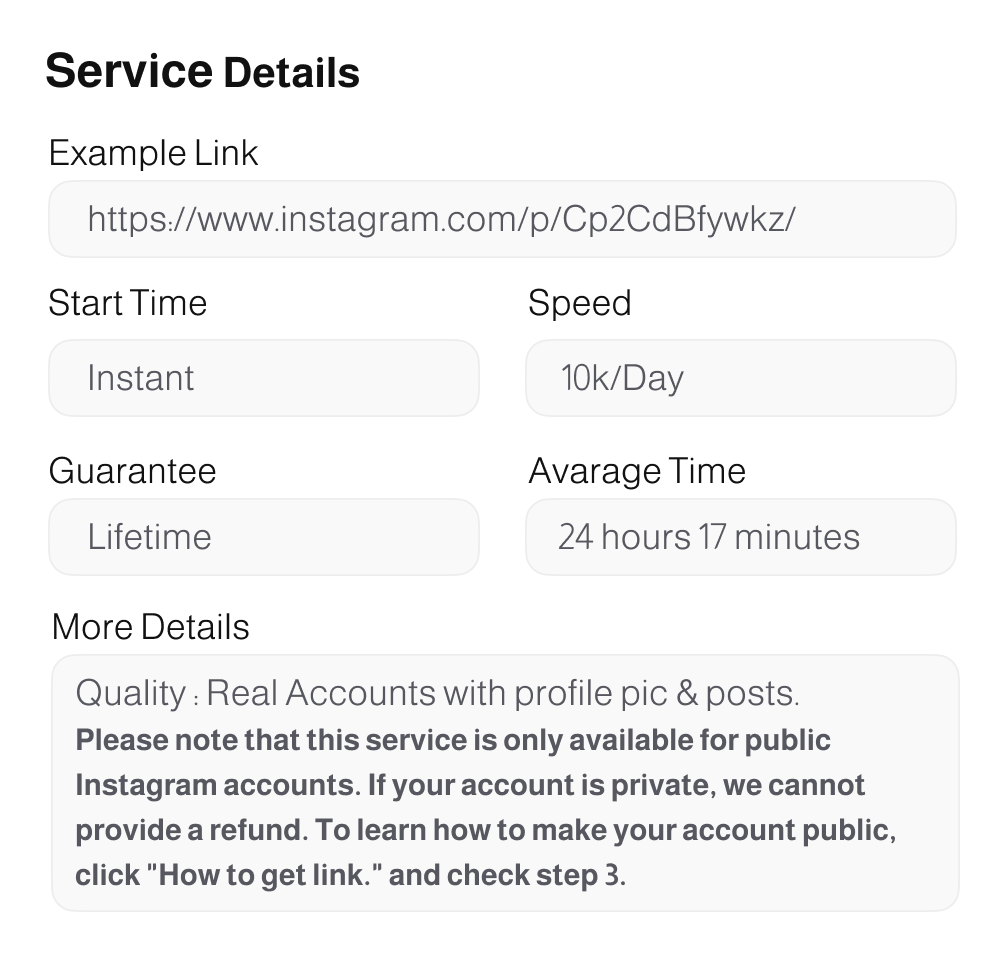 Service Details
Example Link
https://www.instagram.com/p/Cp2CdBfywkz/
Start Time
Speed
Instant
10k/Day
Guarantee
Avarage Time
Lifetime
24 hours 17 minutes
More Details
Quality : Real Accounts with profile pic & posts.
Please note that this service is only available for public
Instagram accounts. If your account is private, we cannot
provide a refund. To learn how to make your account public,
click "How to get link." and check step 3.